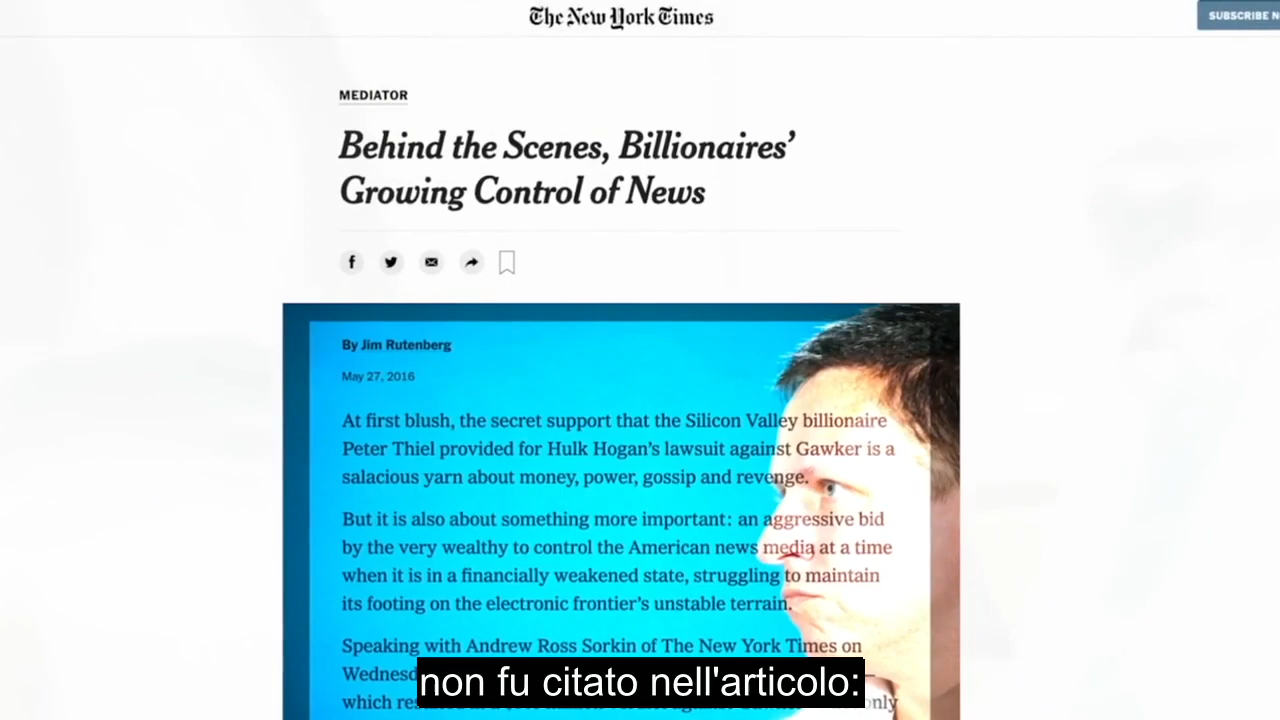 The New York Times
SUBSCRIBE
MEDIATOR
Behind the Scenes, Billionaires’
Growing Control of News
By Jim Rutenberg
May 27, 2016
At first blush, the secret support that the Silicon Valley billionaire
Peter Thiel provided for Hulk Hogan’s lawsuit against Gawker is a
salacious yarn about money, power, gossip and revenge.
But it is also about something more important: an aggressive bid
by the very wealthy to control the American news media at a time
when it is in a financially weakened state, struggling to maintain
its footing on the electronic frontier’s unstable terrain.
Speaking with Andrew Ross Sorkin of The New York Times on
non fu citato nell'articolo:
which